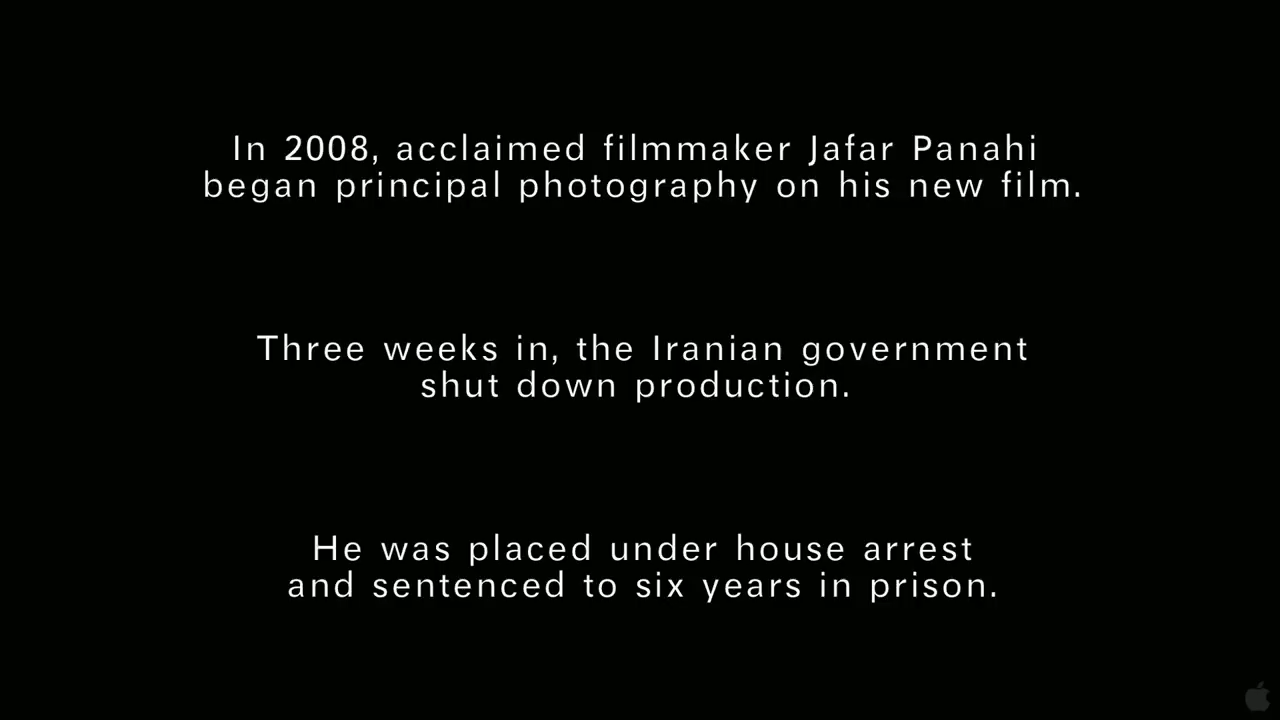 In 2008, acclaimed filmmaker Jafar Panahi
began principal photography on his new film.
Three weeks in, the Iranian government
shut down production.
He was placed under house arrest
and sentenced to six years in prison.